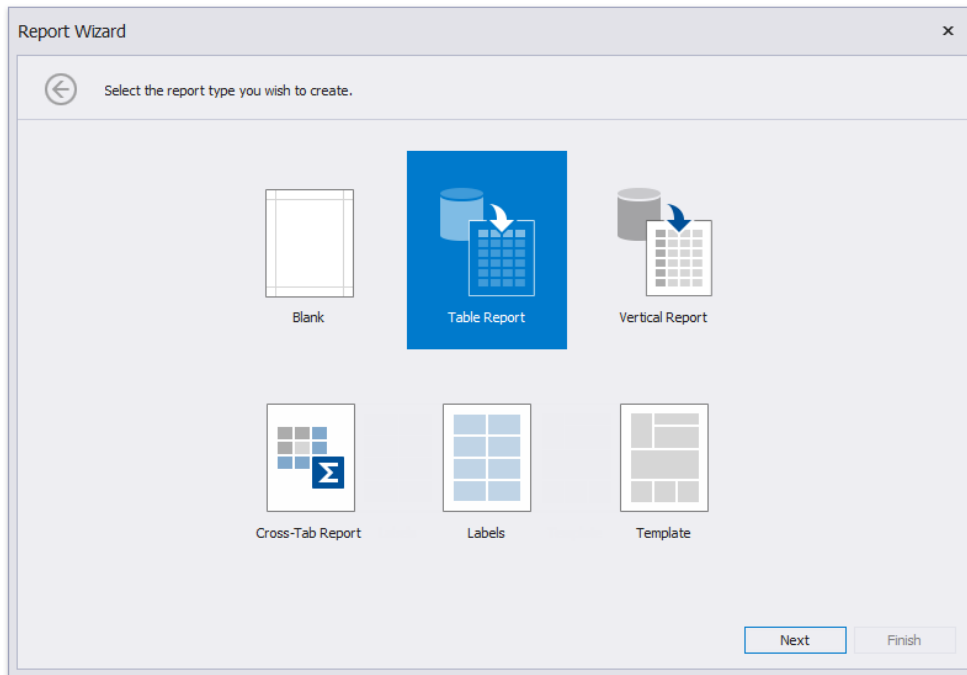 Report Wizard
Select the report type you wish to create.
Blank
Table Report
Vertical Report
Σ
Cross-Tab Report
Labels
Template
Next
Finish